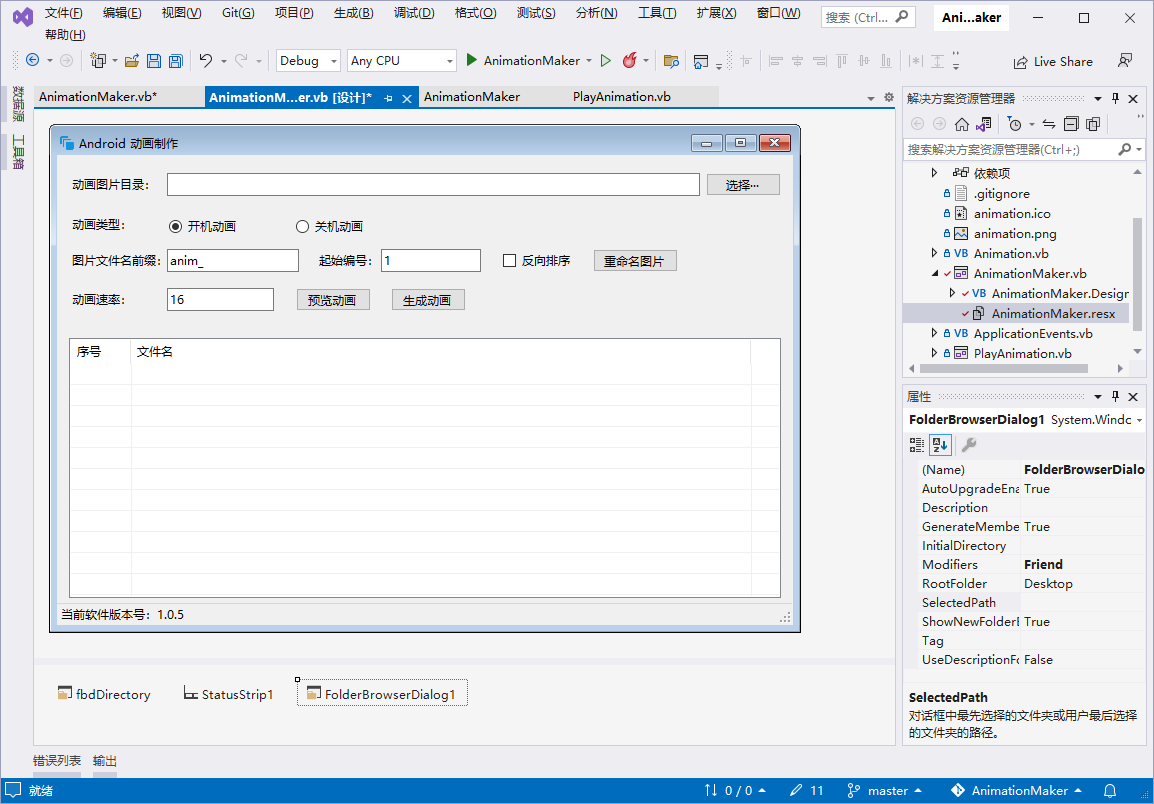 文件(F) 编辑(E) 视图(V) Git(G) 项目(P) 生成(B) 调试(D) 格式(O) 测试(S) 分析(N) 工具(T) 扩展(X) 窗口(W) 搜索 (Ctrl... Ani...aker
帮助(H)
Debug Any CPU AnimationMaker Live Share
数据源
工具箱
AnimationMaker.vb* AnimationM...er.vb [设计]* AnimationMaker PlayAnimation.vb
Android 动画制作
动画图片目录: 选择...
动画类型: 开机动画 关机动画
图片文件名前缀: anim_ 起始编号: 1 反向排序 重命名图片
动画速率: 16 预览动画 生成动画
序号 文件名
当前软件版本号: 1.0.5
fbdDirectory StatusStrip1 FolderBrowserDialog1
解决方案资源管理器
搜索解决方案资源管理器(Ctrl+;)
依赖项
.gitignore
animation.ico
animation.png
VB Animation.vb
AnimationMaker.vb
VB AnimationMaker.Desigr
AnimationMaker.resx
VB ApplicationEvents.vb
PlayAnimation.vb
属性
FolderBrowserDialog1 System.Windc
(Name) FolderBrowserDialo
AutoUpgradeEna True
Description
GenerateMembe True
InitialDirectory
Modifiers Friend
RootFolder Desktop
SelectedPath
ShowNewFolderE True
Tag
UseDescriptionFo False
SelectedPath
对话框中最先选择的文件夹或用户最后选择
的文件夹的路径。
错误列表 输出
就绪 0 / 0 11 master AnimationMaker